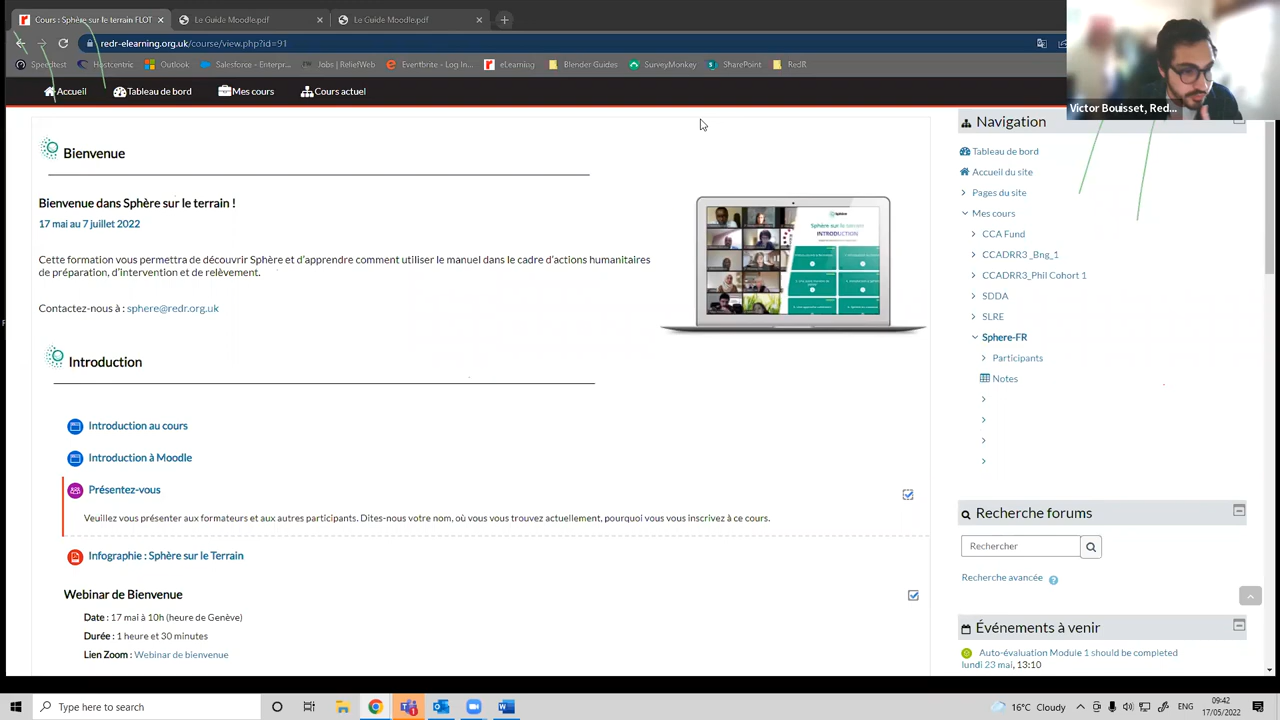 Cours : Sphère sur le terrain FLOT
Le Guide Moodle.pdf
Le Guide Moodle.pdf
redr-elearning.org.uk/course/view.php?id=91
Speedtest
Hootcentric
Outlook
Salesforce - Enterpr...
Jobs | ReliefWeb
Eventbrite - Log In...
eLearning
Blender-Guides
SurveyMonkey
SharePoint
RedR
Victor Bouisset, Red...
Accueil
Tableau de bord
Mes cours
Cours actuel
Bienvenue
Bienvenue dans Sphère sur le terrain !
17 mai au 7 juillet 2022
Cette formation vous permettra de découvrir Sphère et d'apprendre comment utiliser le manuel dans le cadre d'actions humanitaires
de préparation, d'intervention et de relèvement.
Contactez-nous à : sphere@redr.org.uk
Sphère
Sphère sur le terrain
INTRODUCTION
Introduction
Introduction au cours
Introduction à Moodle
Présentez-vous
Veuillez vous présenter aux formateurs et aux autres participants. Dites-nous votre nom, où vous vous trouvez actuellement, pourquoi vous vous inscrivez à ce cours.
Infographie : Sphère sur le Terrain
Webinar de Bienvenue
Date : 17 mai à 10h (heure de Genève)
Durée : 1 heure et 30 minutes
Lien Zoom : Webinar de bienvenue
Navigation
Tableau de bord
Accueil du site
Pages du site
Mes cours
CCA Fund
CCADRR3 _Bng_1
CCADRR3_Phil Cohort 1
SDDA
SLRE
Sphere-FR
Participants
Notes
Recherche forums
Rechercher
Recherche avancée
Événements à venir
Auto-évaluation Module 1 should be completed
lundi 23 mai, 13:10
Type here to search
16°C Cloudy
ENG
09:42
17/05/2022